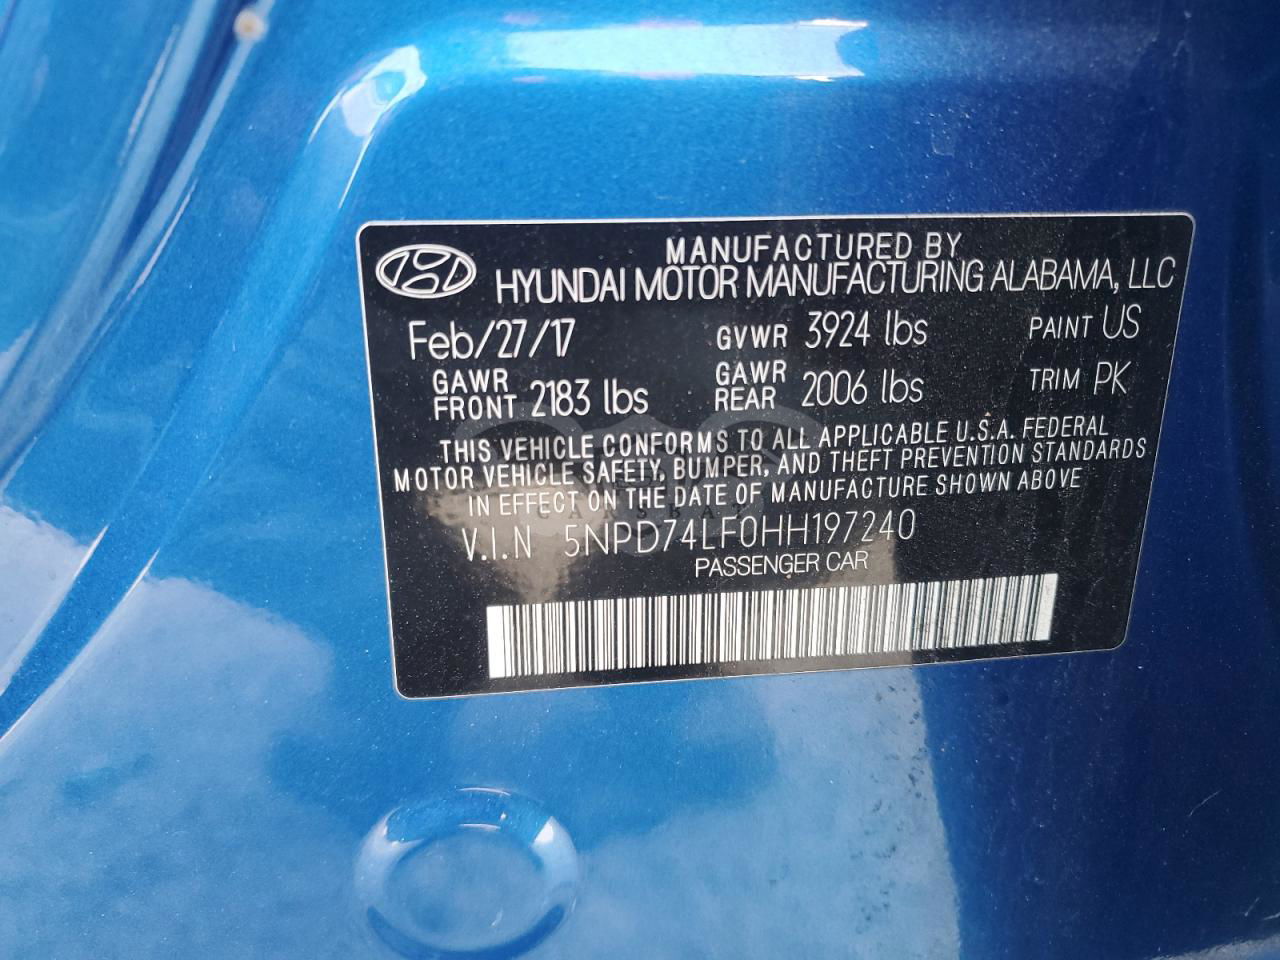 MANUFACTURED BY
HYUNDAI MOTOR MANUFACTURING ALABAMA, LLC
Feb/27/17 GVWR 3924 lbs PAINT US
GAWR FRONT 2183 lbs GAWR REAR 2006 lbs TRIM PK
THIS VEHICLE CONFORMS TO ALL APPLICABLE U.S.A. FEDERAL
MOTOR VEHICLE SAFETY, BUMPER, AND THEFT PREVENTION STANDARDS
IN EFFECT ON THE DATE OF MANUFACTURE SHOWN ABOVE
V.I.N 5NPD74LF0HH197240
PASSENGER CAR